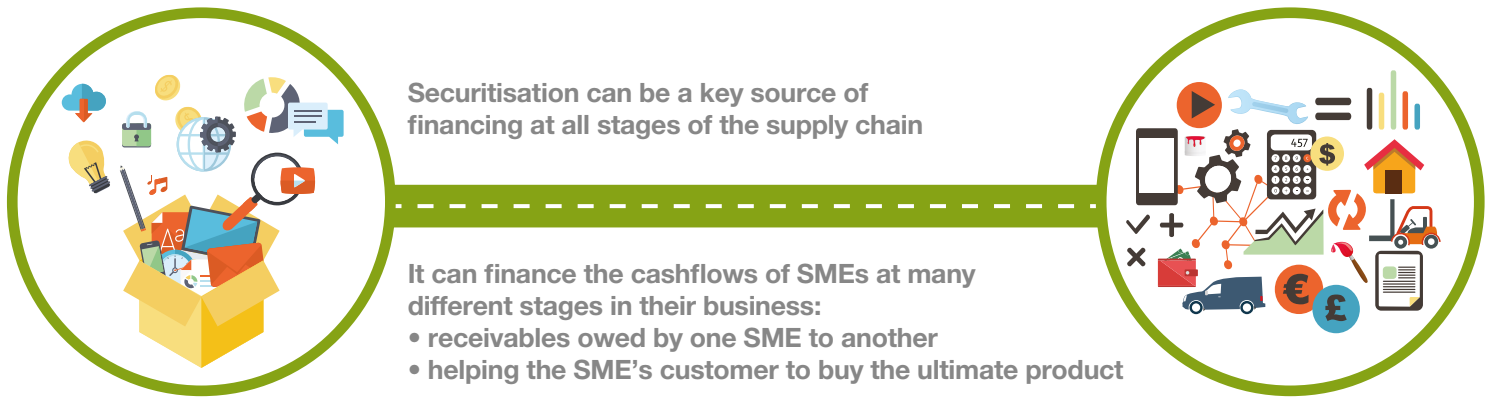 Securitisation can be a key source of
financing at all stages of the supply chain
It can finance the cashflows of SMEs at many
different stages in their business:
• receivables owed by one SME to another
• helping the SME’s customer to buy the ultimate product
Aa
457
$
€
£